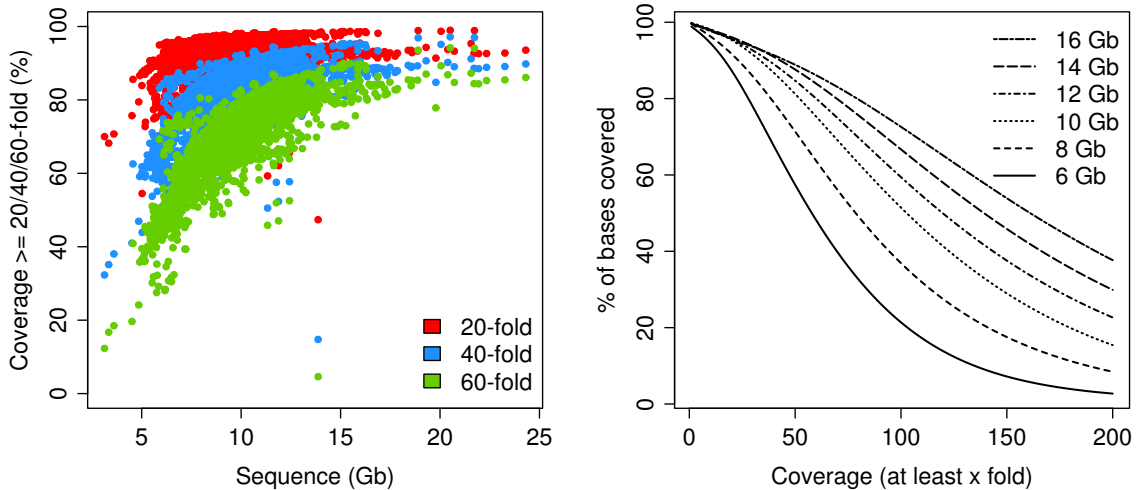 Coverage >= 20/40/60-fold (%)
100
80
60
40
20
0
20-fold
40-fold
60-fold
5
10
15
20
25
Sequence (Gb)
% of bases covered
100
80
60
40
20
0
16 Gb
14 Gb
12 Gb
10 Gb
8 Gb
6 Gb
0
50
100
150
200
Coverage (at least x fold)